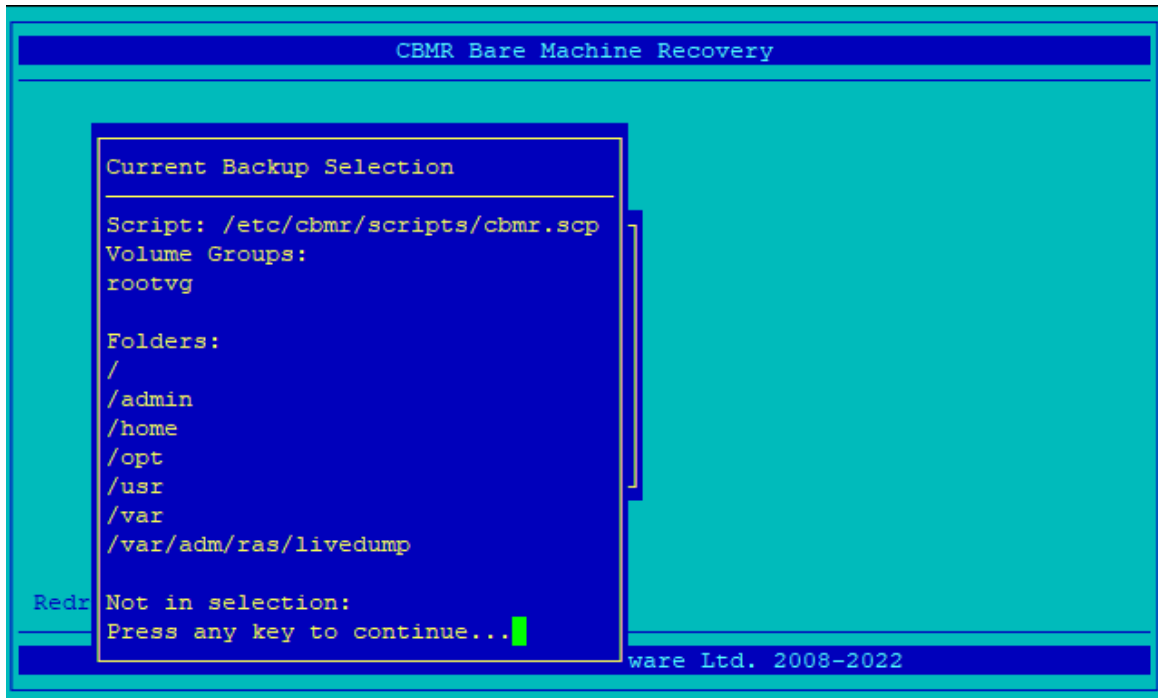 CBMR Bare Machine Recovery
Current Backup Selection
Script: /etc/cbmr/scripts/cbmr.scp
Volume Groups:
rootvg
Folders:
/
/admin
/home
/opt
/usr
/var
/var/adm/ras/livedump
Redr
Not in selection:
Press any key to continue...
ware Ltd. 2008-2022